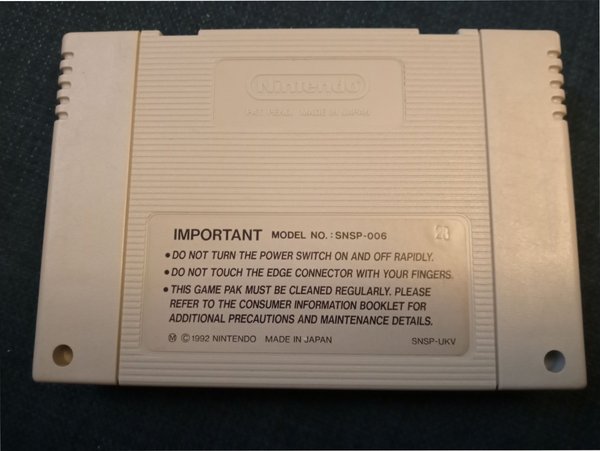 Nintendo
PAT. PEND. MADE IN JAPAN
IMPORTANT MODEL NO. : SNSP-006
• DO NOT TURN THE POWER SWITCH ON AND OFF RAPIDLY.
• DO NOT TOUCH THE EDGE CONNECTOR WITH YOUR FINGERS.
• THIS GAME PAK MUST BE CLEANED REGULARLY. PLEASE
REFER TO THE CONSUMER INFORMATION BOOKLET FOR
ADDITIONAL PRECAUTIONS AND MAINTENANCE DETAILS.
Ⓜ © 1992 NINTENDO MADE IN JAPAN SNSP-UKV